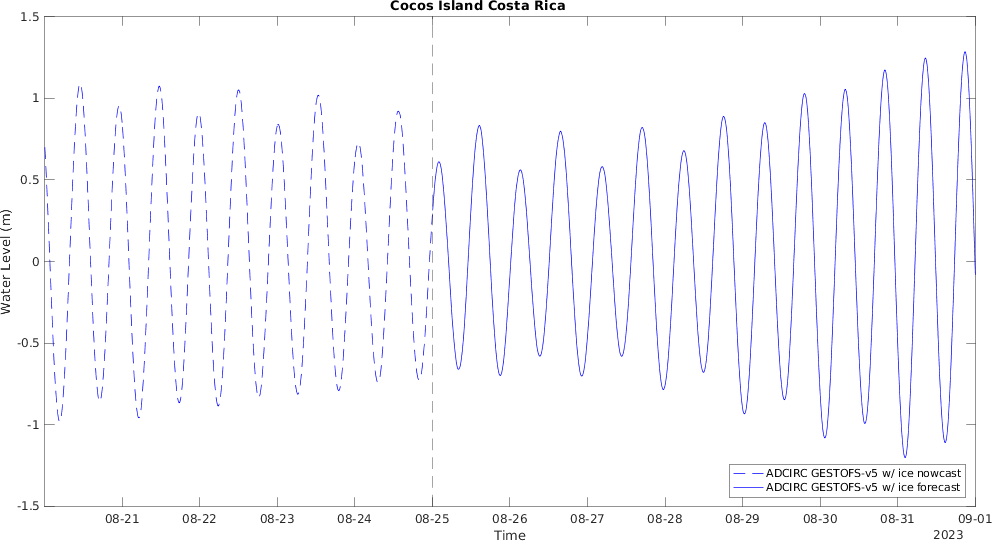 Cocos Island Costa Rica
1.5
1
0.5
0
-0.5
-1
-1.5
Water Level (m)
ADCIRC GESTOFS-v5 w/ ice nowcast
ADCIRC GESTOFS-v5 w/ ice forecast
08-21 08-22 08-23 08-24 08-25 08-26 08-27 08-28 08-29 08-30 08-31 09-01
Time
2023